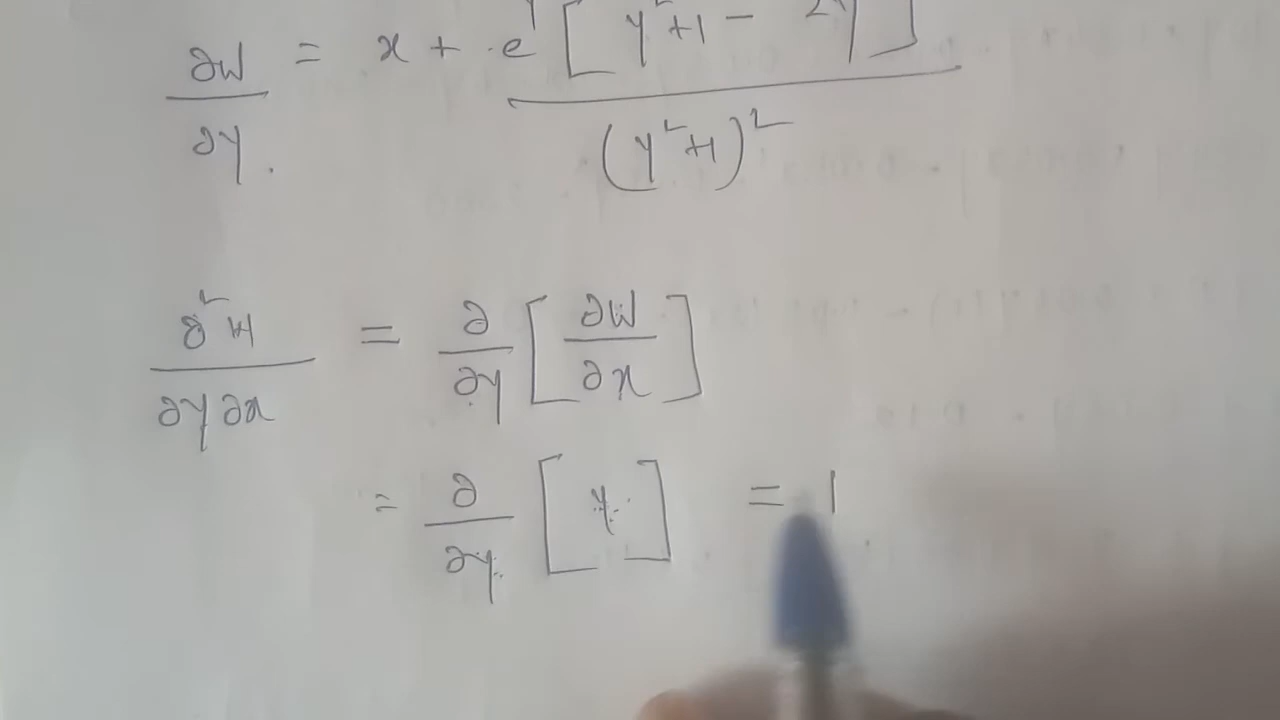 ∂W/∂y = x + e^y [y²+1 − 2y] / (y²+1)²
∂²W/∂y∂x = ∂/∂y [∂W/∂x]
= ∂/∂y [y] = 1